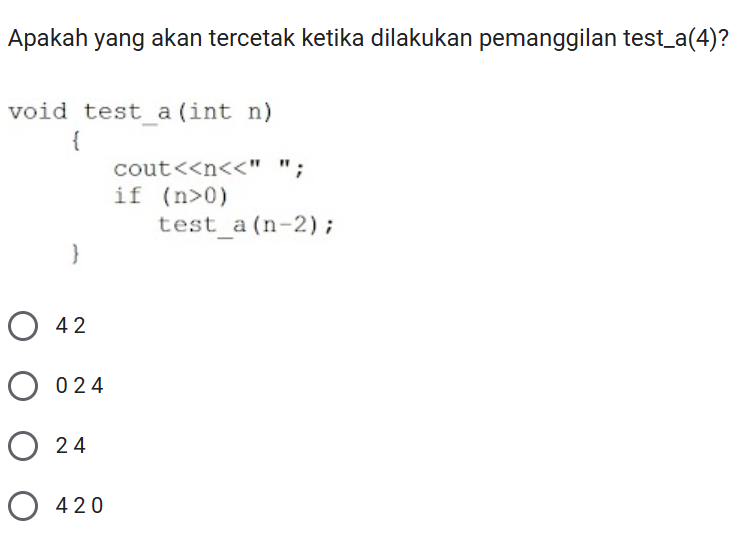 Apakah yang akan tercetak ketika dilakukan pemanggilan test_a(4)?
void test_a(int n)
{
cout<<n<<" ";
if (n>0)
test_a(n-2);
}
4 2
0 2 4
2 4
4 2 0